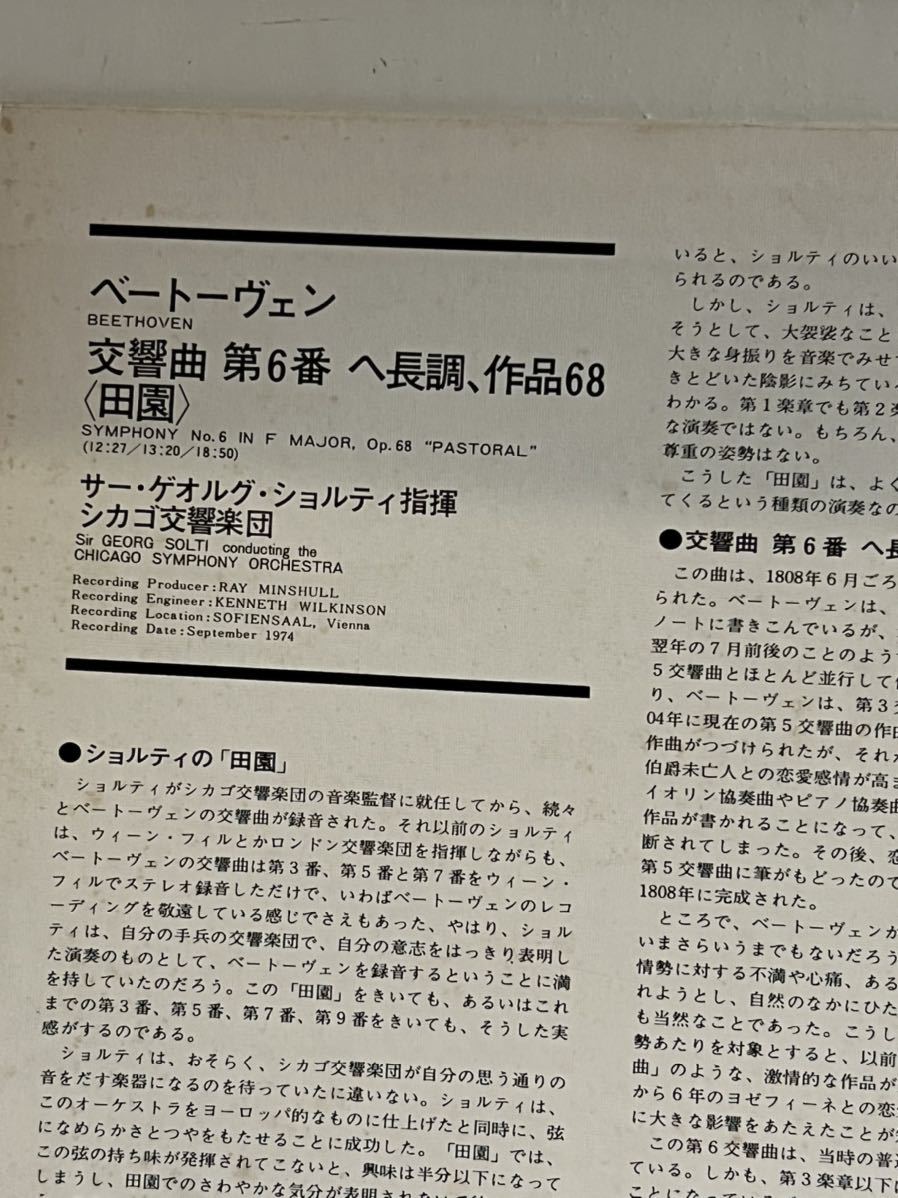 ベートーヴェン
BEETHOVEN
交響曲 第6番 ヘ長調、作品68
〈田園〉
SYMPHONY No.6 IN F MAJOR, Op.68 “PASTORAL”
(12:27/13:20/18:50)
サー・ゲオルグ・ショルティ指揮
シカゴ交響楽団
Sir GEORG SOLTI conducting the
CHICAGO SYMPHONY ORCHESTRA
Recording Producer:RAY MINSHULL
Recording Engineer:KENNETH WILKINSON
Recording Location:SOFIENSAAL, Vienna
Recording Date:September 1974
●ショルティの「田園」
ショルティがシカゴ交響楽団の音楽監督に就任してから、続々
とベートーヴェンの交響曲が録音された。それ以前のショルティ
は、ウィーン・フィルとかロンドン交響楽団を指揮しながらも、
ベートーヴェンの交響曲は第3番、第5番と第7番をウィーン・
フィルでステレオ録音しただけで、いわばベートーヴェンのレコ
ーディングを敬遠している感じでさえもあった、やはり、ショル
ティは、自分の手兵の交響楽団で、自分の意志をはっきり表明し
た演奏のものとして、ベートーヴェンを録音するということに満
を持していたのだろう。この「田園」をきいても、あるいはこれ
までの第3番、第5番、第7番、第9番をきいても、そうした実
感がするのである。
ショルティは、おそらく、シカゴ交響楽団が自分の思う通りの
音をだす楽器になるのを待っていたに違いない。ショルティは、
このオーケストラをヨーロッパ的なものに仕上げたと同時に、弦
になめらかさとつやをもたせることに成功した。「田園」では、
この弦の持ち味が発揮されてこないと、興味は半分以下になって
しまうし、田園でのさわやかな気分が表明されないで
いると、ショルティのいい
られるのである。
しかし、ショルティは、
そうとして、大袈裟なこと
大きな身振りを音楽でみせ
きとどいた陰影にみちてい
わかる。第1楽章でも第2
な演奏ではない。もちろん、
尊重の姿勢はない。
こうした「田園」は、よく
てくるという種類の演奏なの
●交響曲 第6番 ヘ長
この曲は、1808年6月ごろ
られた。ベートーヴェンは、
ノートに書きこんでいるが、
翌年の7月前後のことのよう
5交響曲とほとんど並行して
り、ベートーヴェンは、第3
04年に現在の第5交響曲の作曲
作曲がつづけられたが、それ
伯爵未亡人との恋愛感情が高ま
イオリン協奏曲やピアノ協奏曲
作品が書かれることになって、
断されてしまった。その後、恋
第5交響曲に筆がもどったので
1808年に完成された。
ところで、ベートーヴェンが
いまさらいうまでもないだろう
情勢に対する不満や心痛、ある
れようとし、自然のなかにひた
も当然なことであった。こうし
勢あたりを対象とすると、以前
曲」のような、激情的な作品が
から6年のヨゼフィーネとの恋
に大きな影響をあたえたことが
この第6交響曲は、当時の普
ている。しかも、第3楽章以下
ことになって